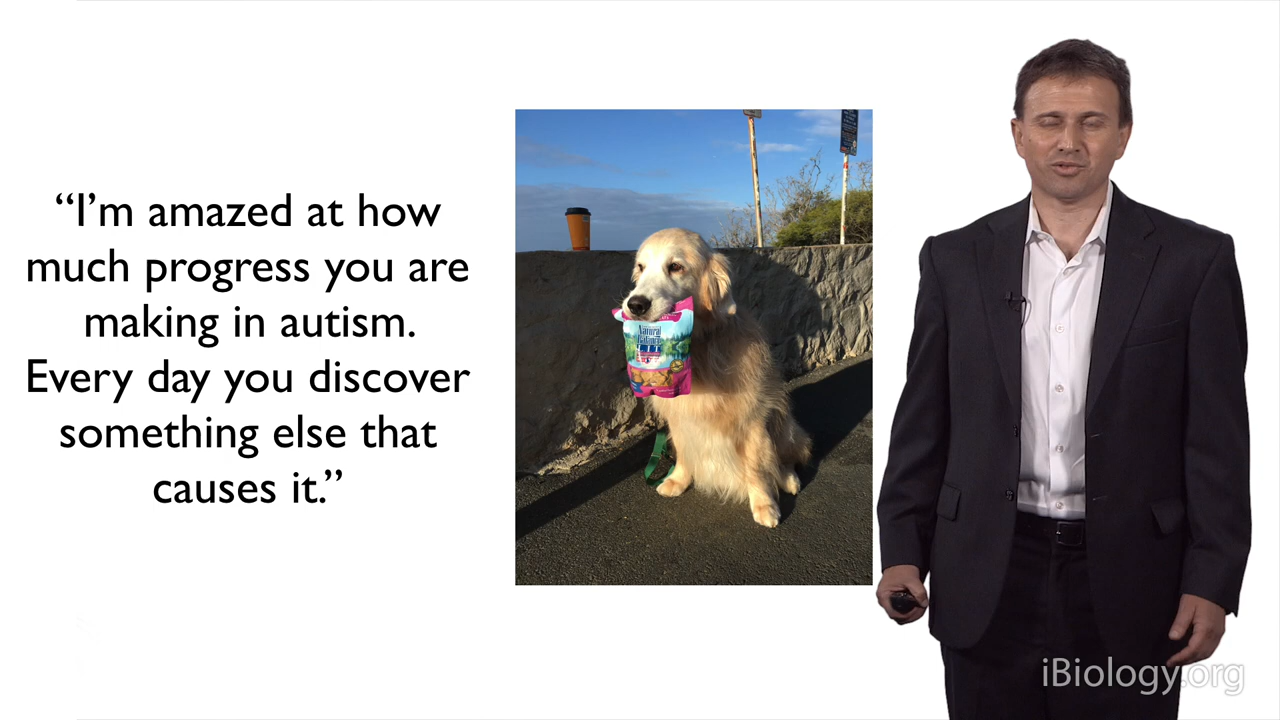 “I’m amazed at how
much progress you are
making in autism.
Every day you discover
something else that
causes it.”
Natural
Balance
iBiology.org